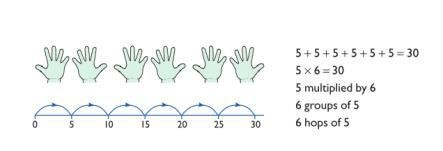 5 + 5 + 5 + 5 + 5 + 5 = 30
5 × 6 = 30
5 multiplied by 6
6 groups of 5
6 hops of 5
0 5 10 15 20 25 30